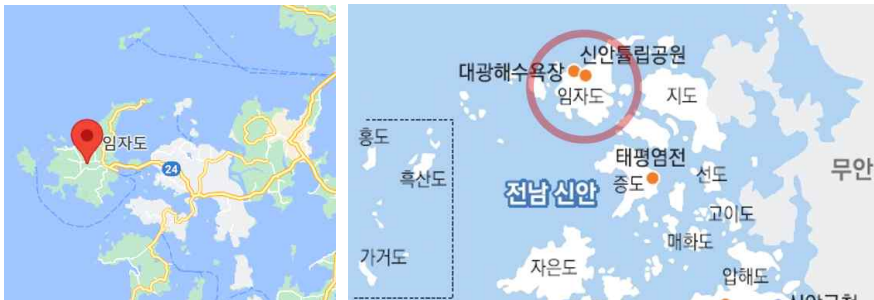 임자도
24
신안튤립공원
대광해수욕장
임자도
지도
홍도
태평염전
무안
흑산도
증도
선도
전남 신안
고이도
매화도
가거도
자은도
압해도